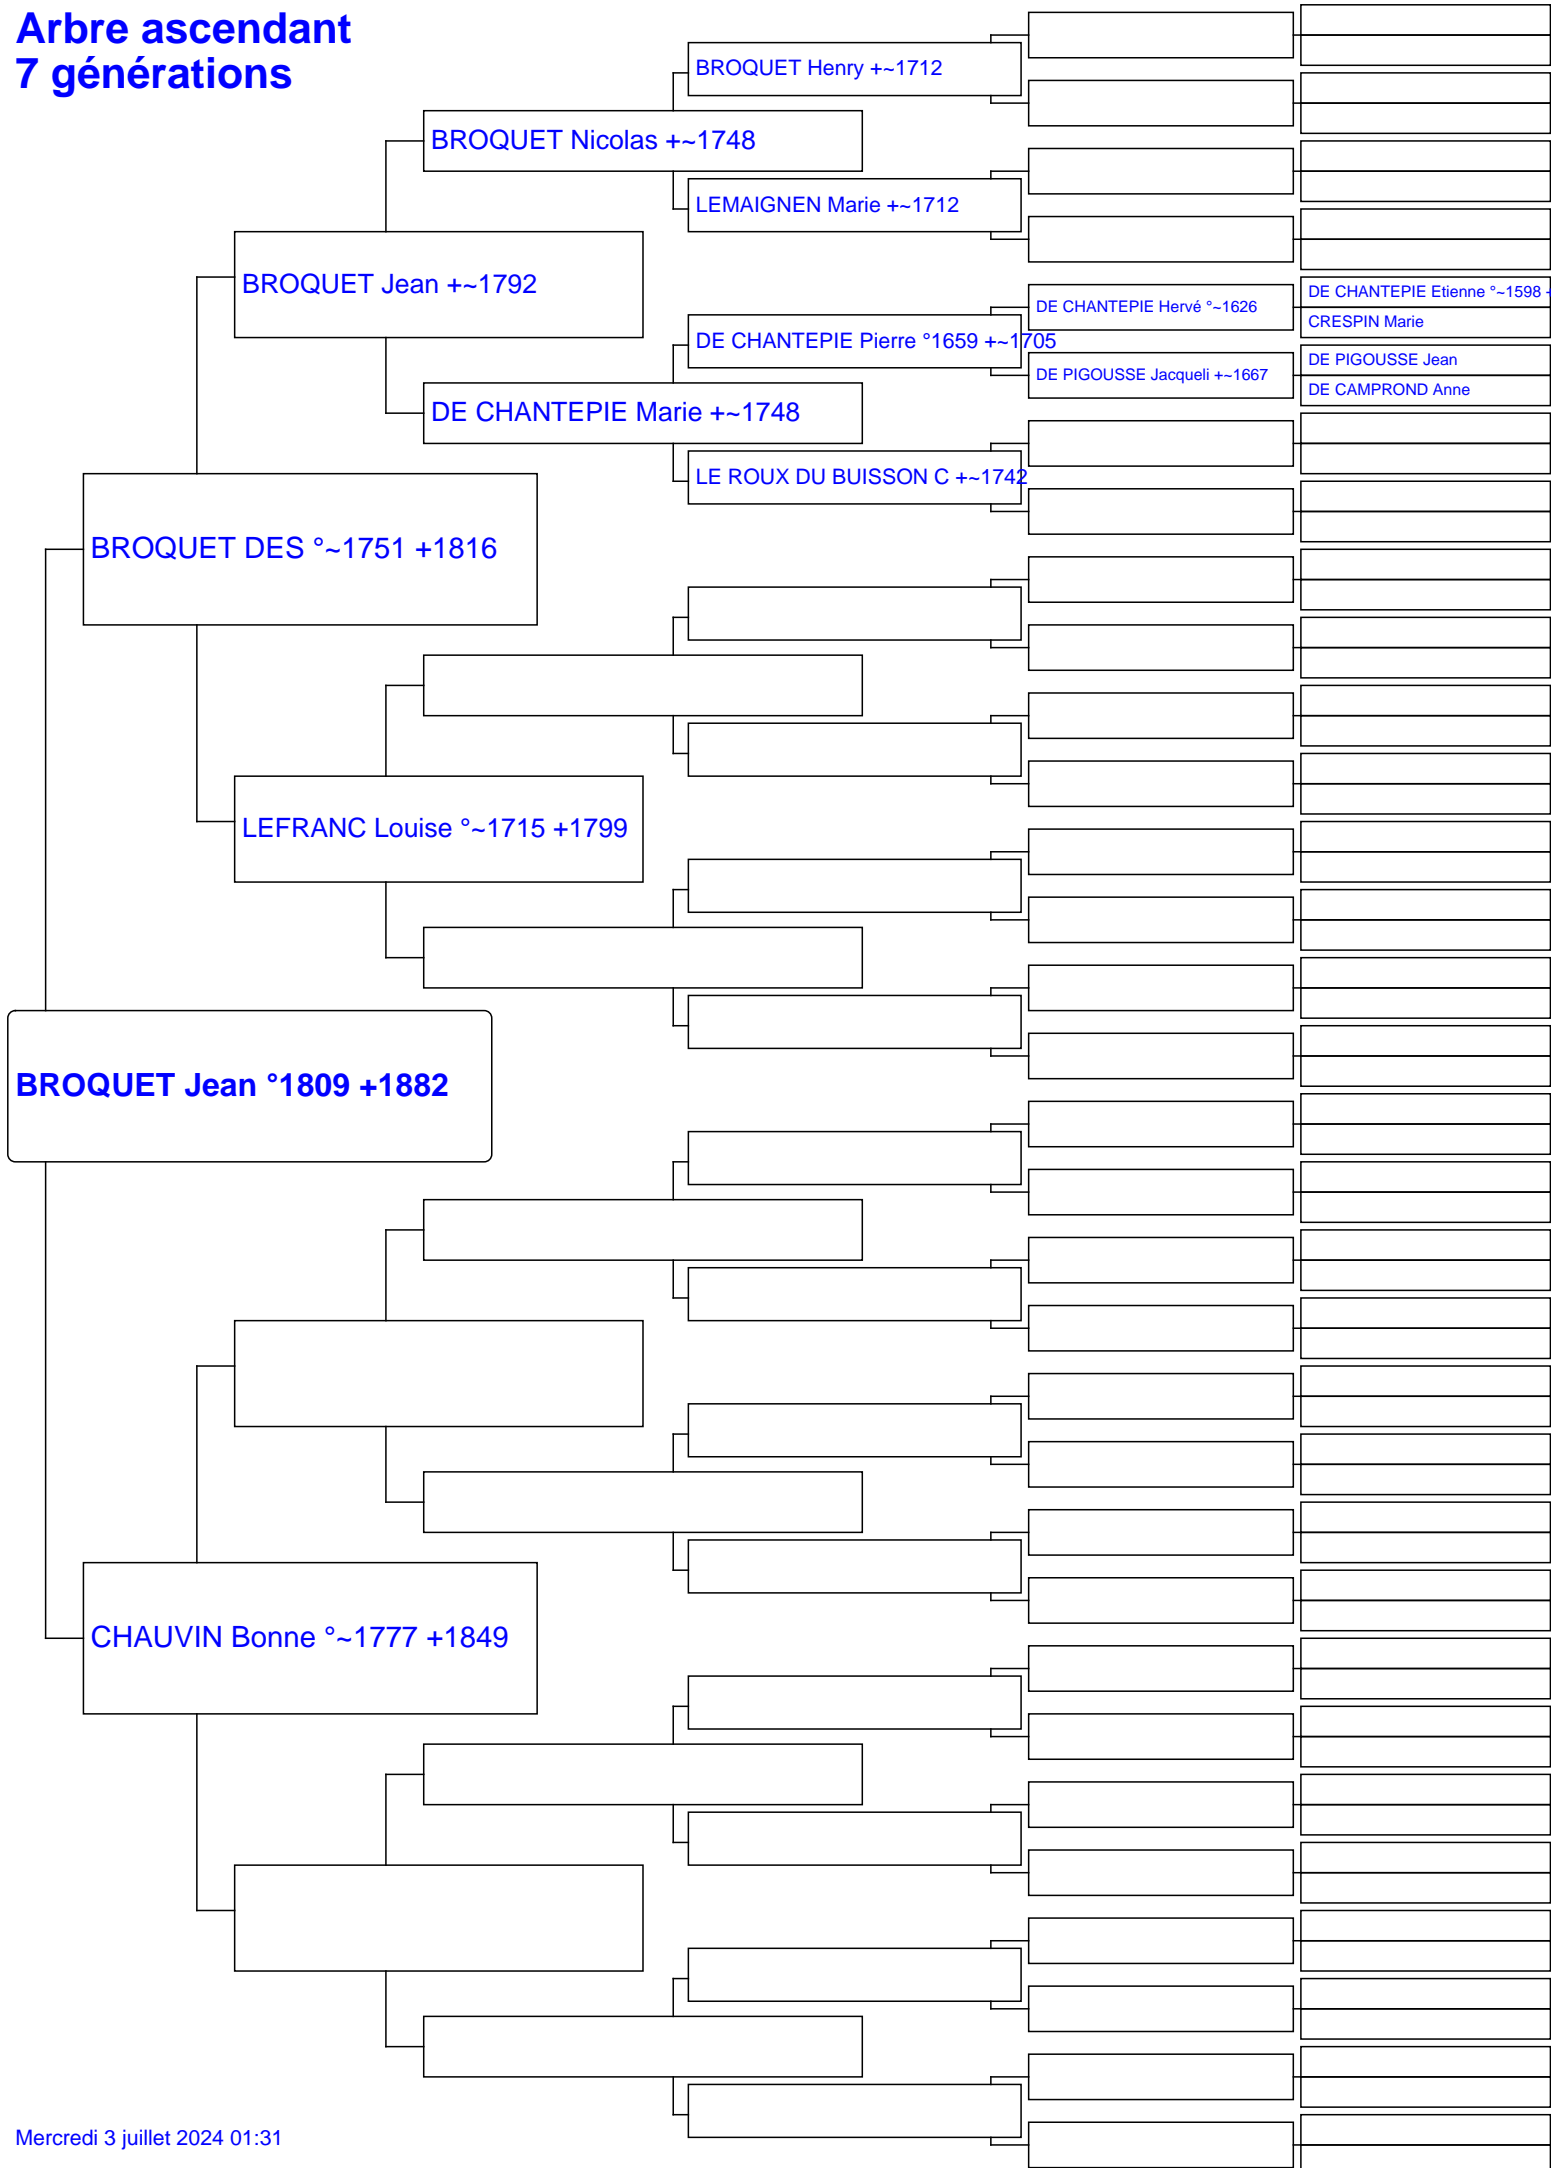 Arbre ascendant
7 générations
BROQUET Henry +~1712
BROQUET Nicolas +~1748
LEMAIGNEN Marie +~1712
BROQUET Jean +~1792
DE CHANTEPIE Etienne °~1598 +
DE CHANTEPIE Hervé °~1626
CRESPIN Marie
DE CHANTEPIE Pierre °1659 +~1705
DE PIGOUSSE Jean
DE PIGOUSSE Jacqueli +~1667
DE CAMPROND Anne
DE CHANTEPIE Marie +~1748
LE ROUX DU BUISSON C +~1742
BROQUET DES °~1751 +1816
LEFRANC Louise °~1715 +1799
BROQUET Jean °1809 +1882
CHAUVIN Bonne °~1777 +1849
Mercredi 3 juillet 2024 01:31